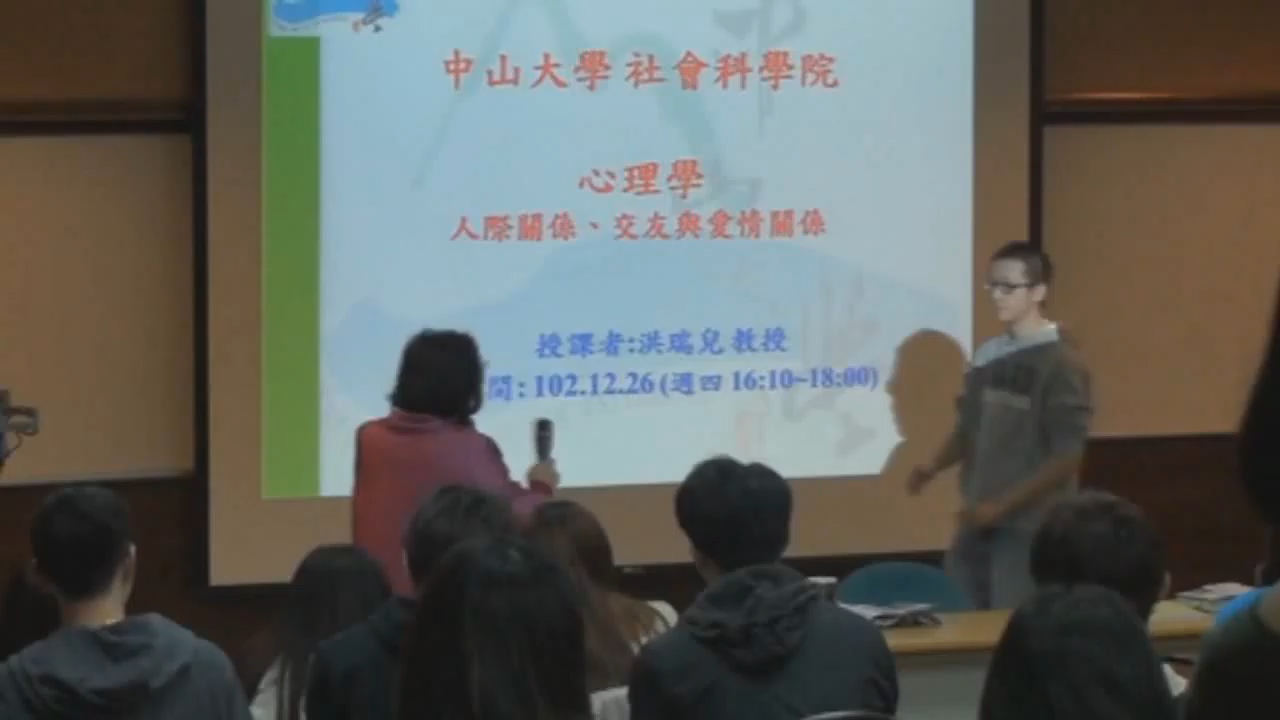 中山大學 社會科學院
心理學
人際關係、交友與愛情關係
授課者:洪瑞兒 教授
間: 102.12.26 (週四 16:10~18:00)